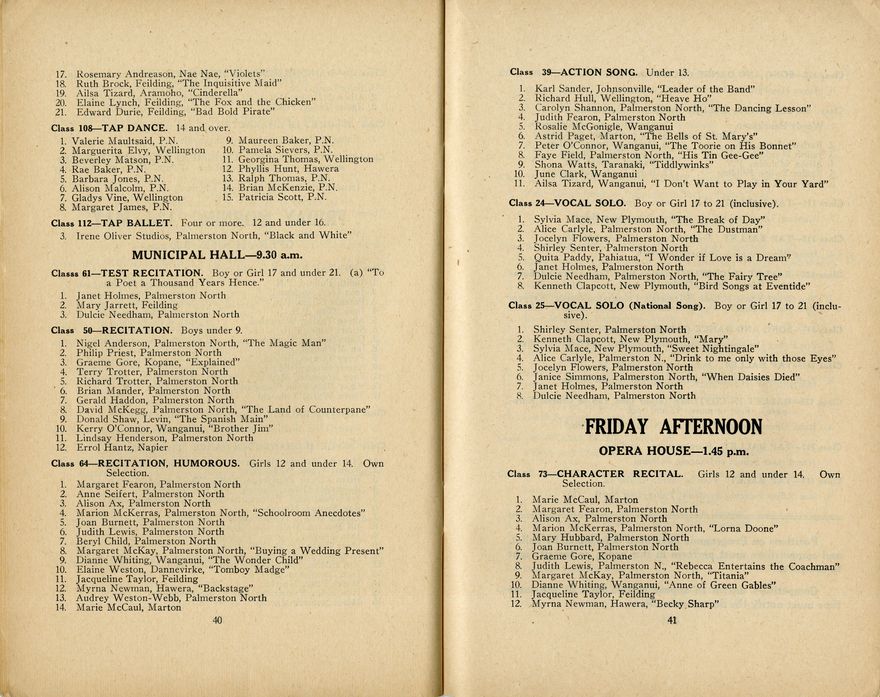 17. Rosemary Andreason, Nae Nae, "Violets"
18. Ruth Brock, Feilding, "The Inquisitive Maid"
19. Ailsa Tizard, Aramoho, "Cinderella"
20. Elaine Lynch, Feilding, "The Fox and the Chicken"
21. Edward Durie, Feilding, "Bad Bold Pirate"
Class 108—TAP DANCE. 14 and over.
1. Valerie Maultsaid, P.N.
2. Marguerita Elvy, Wellington
3. Beverley Matson, P.N.
4. Rae Baker, P.N.
5. Barbara Jones, P.N.
6. Alison Malcolm, P.N.
7. Gladys Vine, Wellington
8. Margaret James, P.N.
9. Maureen Baker, P.N.
10. Pamela Sievers, P.N.
11. Georgina Thomas, Wellington
12. Phyllis Hunt, Hawera
13. Ralph Thomas, P.N.
14. Brian McKenzie, P.N.
15. Patricia Scott, P.N.
Class 112—TAP BALLET. Four or more. 12 and under 16.
3. Irene Oliver Studios, Palmerston North, "Black and White"
MUNICIPAL HALL—9.30 a.m.
Classs 61—TEST RECITATION. Boy or Girl 17 and under 21. (a) "To
a Poet a Thousand Years Hence."
1. Janet Holmes, Palmerston North
2. Mary Jarrett, Feilding
3. Dulcie Needham, Palmerston North
Class 50—RECITATION. Boys under 9.
1. Nigel Anderson, Palmerston North, "The Magic Man"
2. Philip Priest, Palmerston North
3. Graeme Gore, Kopane, "Explained"
4. Terry Trotter, Palmerston North
5. Richard Trotter, Palmerston North
6. Brian Mander, Palmerston North
7. Gerald Haddon, Palmerston North
8. David McKegg, Palmerston North, "The Land of Counterpane"
9. Donald Shaw, Levin, "The Spanish Main"
10. Kerry O'Connor, Wanganui, "Brother Jim"
11. Lindsay Henderson, Palmerston North
12. Errol Hantz, Napier
Class 64—RECITATION, HUMOROUS. Girls 12 and under 14. Own
Selection.
1. Margaret Fearon, Palmerston North
2. Anne Seifert, Palmerston North
3. Alison Ax, Palmerston North
4. Marion McKerras, Palmerston North, "Schoolroom Anecdotes"
5. Joan Burnett, Palmerston North
6. Judith Lewis, Palmerston North
7. Beryl Child, Palmerston North
8. Margaret McKay, Palmerston North, "Buying a Wedding Present"
9. Dianne Whiting, Wanganui, "The Wonder Child"
10. Elaine Weston, Dannevirke, "Tomboy Madge"
11. Jacqueline Taylor, Feilding
12. Myrna Newman, Hawera, "Backstage"
13. Audrey Weston-Webb, Palmerston North
14. Marie McCaul, Marton
40
Class 39—ACTION SONG. Under 13.
1. Karl Sander, Johnsonville, "Leader of the Band"
2. Richard Hull, Wellington, "Heave Ho"
3. Carolyn Shannon, Palmerston North, "The Dancing Lesson"
4. Judith Fearon, Palmerston North
5. Rosalie McGonigle, Wanganui
6. Astrid Paget, Marton, "The Bells of St. Mary's"
7. Peter O'Connor, Wanganui, "The Toorie on His Bonnet"
8. Faye Field, Palmerston North, "His Tin Gee-Gee"
9. Shona Watts, Taranaki, "Tiddlywinks"
10. June Clark, Wanganui
11. Ailsa Tizard, Wanganui, "I Don't Want to Play in Your Yard"
Class 24—VOCAL SOLO. Boy or Girl 17 to 21 (inclusive).
1. Sylvia Mace, New Plymouth, "The Break of Day"
2. Alice Carlyle, Palmerston North, "The Dustman"
3. Jocelyn Flowers, Palmerston North
4. Shirley Senter, Palmerston North
5. Quita Paddy, Pahiatua, "I Wonder if Love is a Dream"
6. Janet Holmes, Palmerston North
7. Dulcie Needham, Palmerston North, "The Fairy Tree"
8. Kenneth Clapcott, New Plymouth, "Bird Songs at Eventide"
Class 25—VOCAL SOLO (National Song). Boy or Girl 17 to 21 (inclu-
sive).
1. Shirley Senter, Palmerston North
2. Kenneth Clapcott, New Plymouth, "Mary"
3. Sylvia Mace, New Plymouth, "Sweet Nightingale"
4. Alice Carlyle, Palmerston N., "Drink to me only with those Eyes"
5. Jocelyn Flowers, Palmerston North
6. Janice Simmons, Palmerston North, "When Daisies Died"
7. Janet Holmes, Palmerston North
8. Dulcie Needham, Palmerston North
FRIDAY AFTERNOON
OPERA HOUSE—1.45 p.m.
Class 73—CHARACTER RECITAL. Girls 12 and under 14. Own
Selection.
1. Marie McCaul, Marton
2. Margaret Fearon, Palmerston North
3. Alison Ax, Palmerston North
4. Marion McKerras, Palmerston North, "Lorna Doone"
5. Mary Hubbard, Palmerston North
6. Joan Burnett, Palmerston North
7. Graeme Gore, Kopane
8. Judith Lewis, Palmerston N., "Rebecca Entertains the Coachman"
9. Margaret McKay, Palmerston North, "Titania"
10. Dianne Whiting, Wanganui, "Anne of Green Gables"
11. Jacqueline Taylor, Feilding
12. Myrna Newman, Hawera, "Becky Sharp"
41